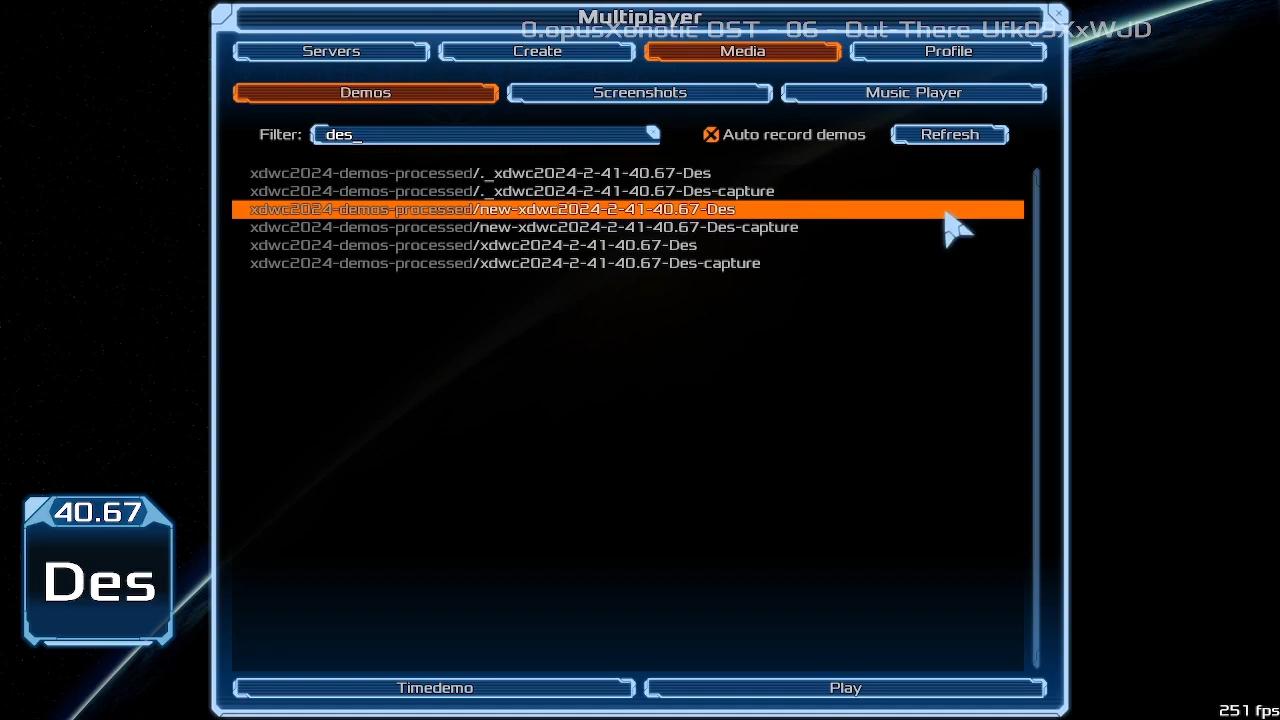 Multiplayer
0.opusXonotic OST - 06 - Out-There-Ufk
Servers
Create
Media
Profile
Demos
Screenshots
Music Player
Filter:
des_
Auto record demos
Refresh
xdwc2024-demos-processed/._xdwc2024-2-41-40.67-Des
xdwc2024-demos-processed/._xdwc2024-2-41-40.67-Des-capture
xdwc2024-demos-processed/new-xdwc2024-2-41-40.67-Des
xdwc2024-demos-processed/new-xdwc2024-2-41-40.67-Des-capture
xdwc2024-demos-processed/xdwc2024-2-41-40.67-Des
xdwc2024-demos-processed/xdwc2024-2-41-40.67-Des-capture
40.67
Des
Timedemo
Play
251 fps